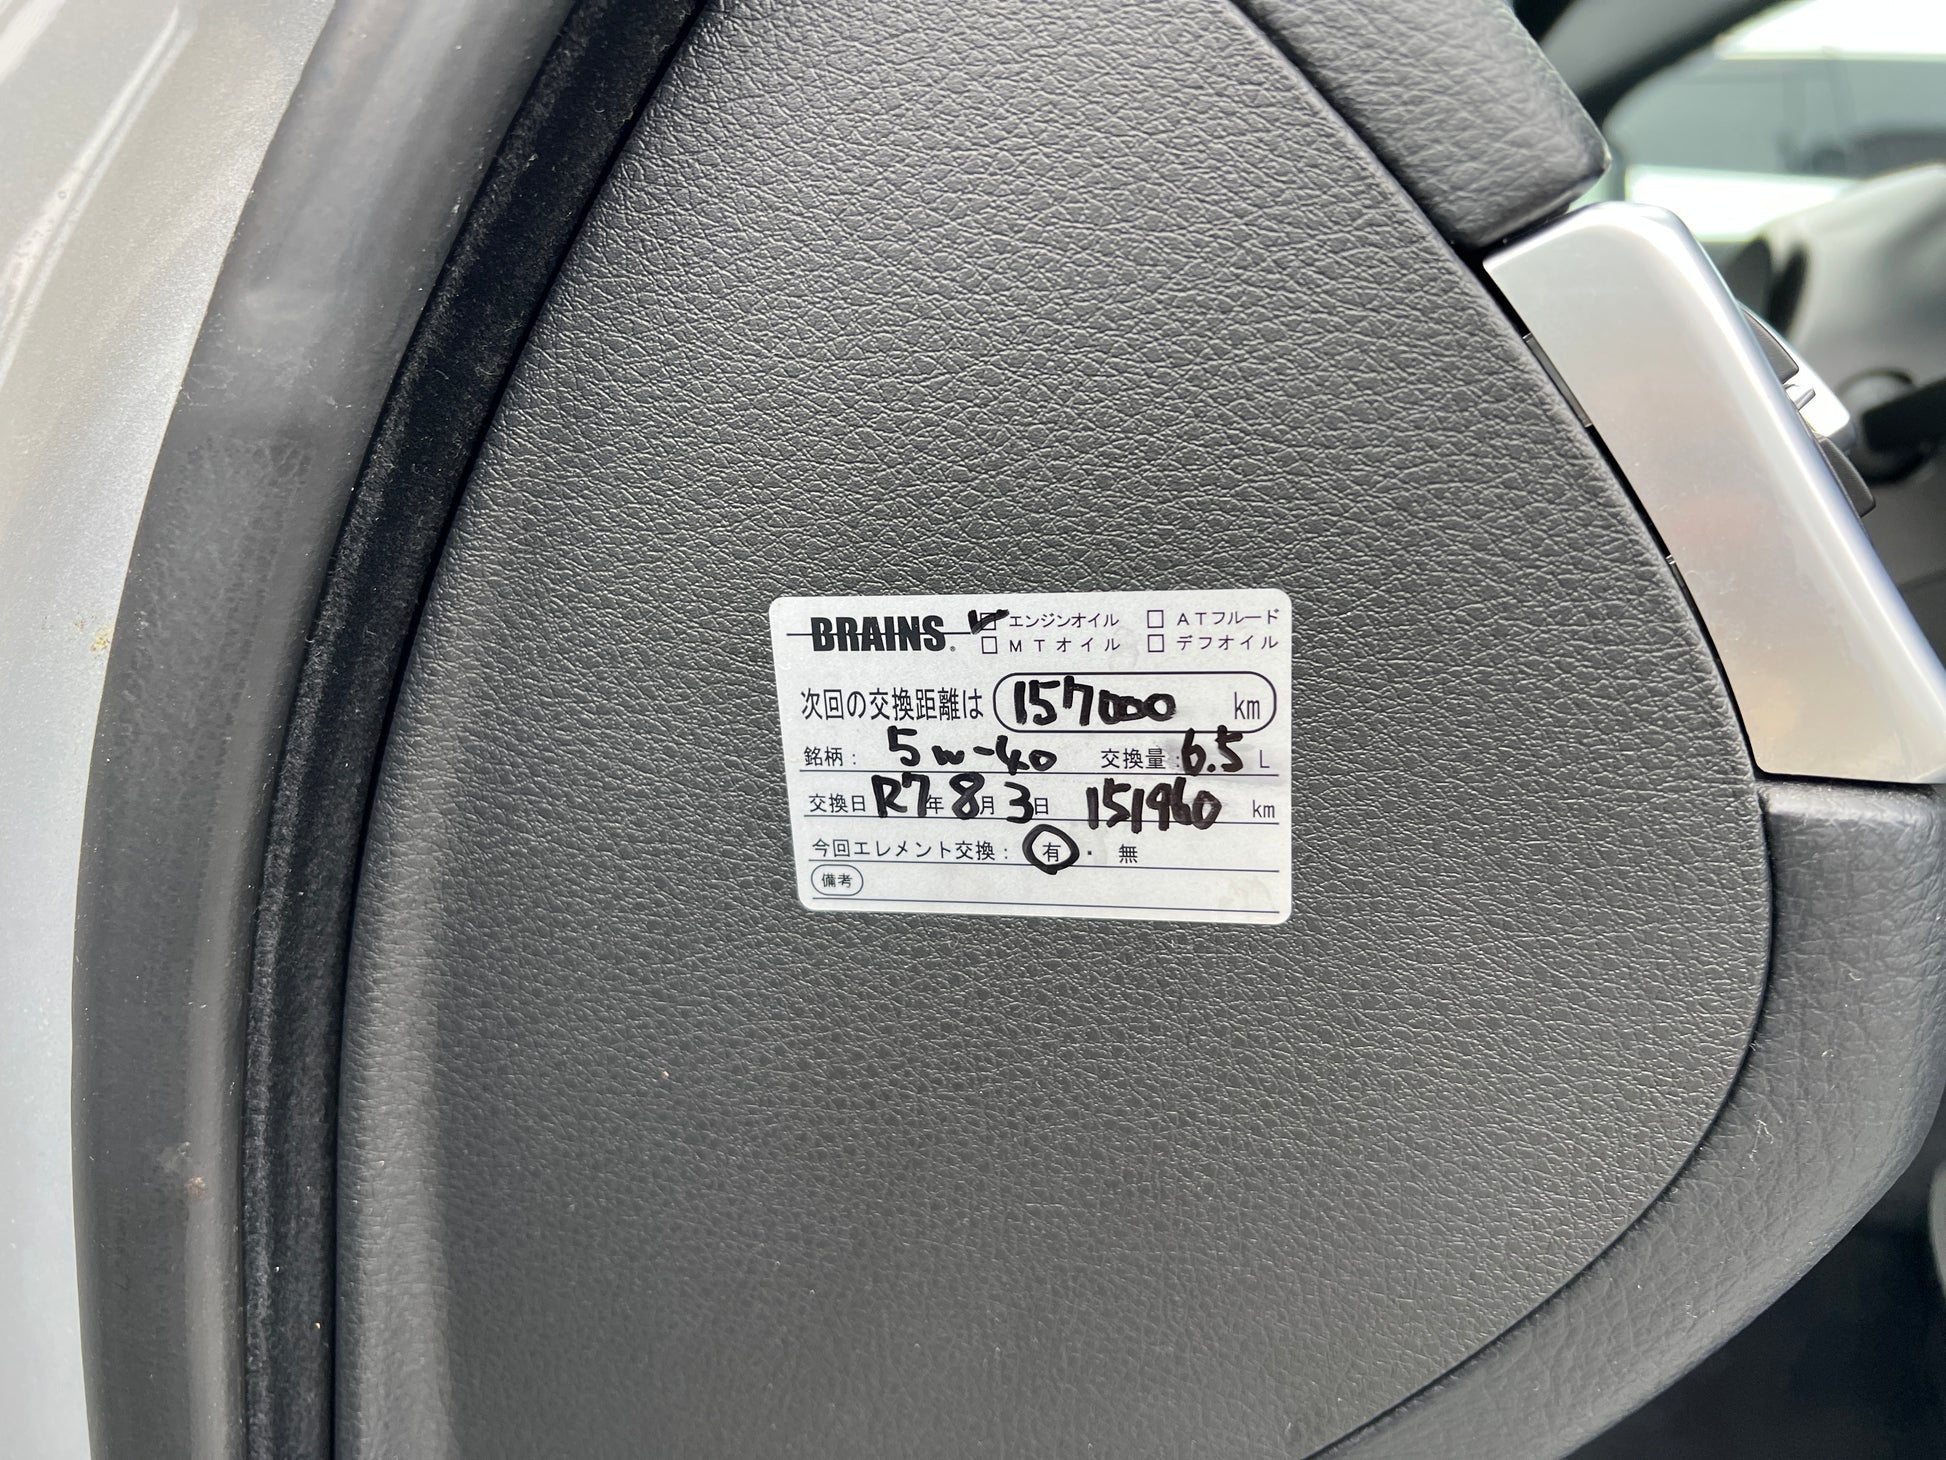 BRAINS ☑エンジンオイル □ATフルード
□MTオイル □デフオイル
次回の交換距離は 157000 km
銘柄: 5w-40 交換量: 6.5 L
交換日 R7年 8月 3日 151960 km
今回エレメント交換: 有・無
備考